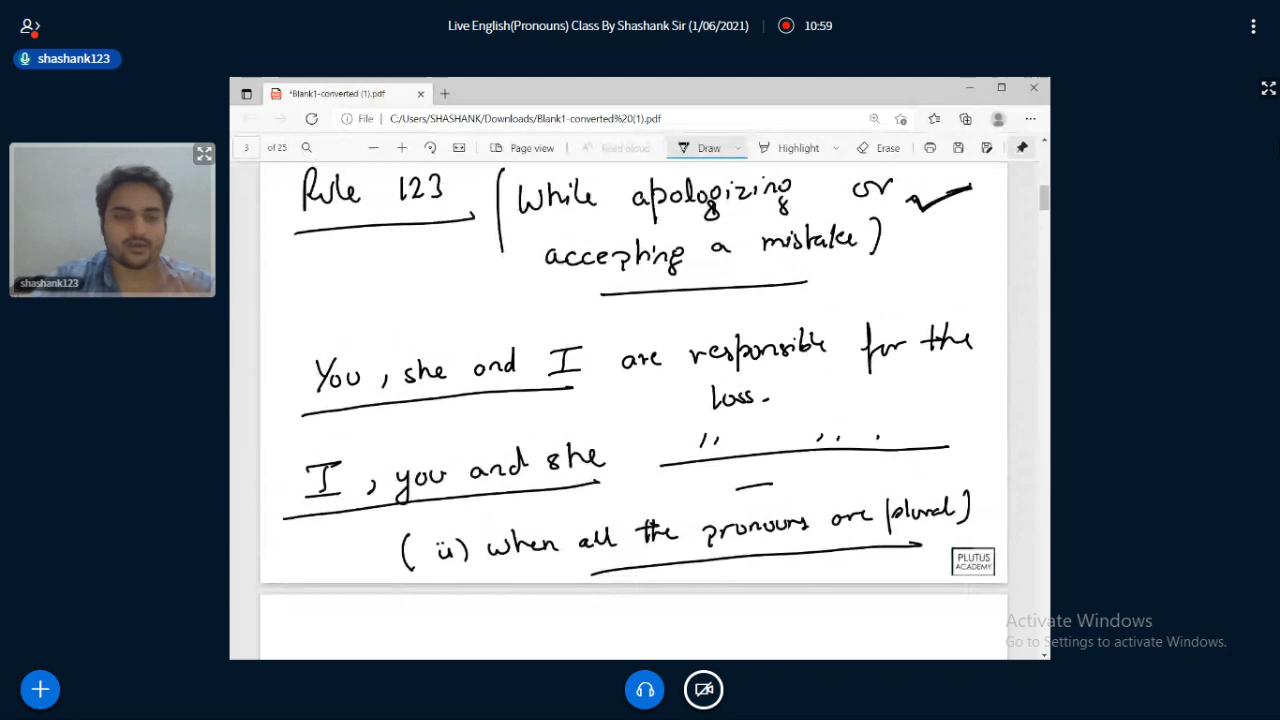 Live English(Pronouns) Class By Shashank Sir (1/06/2021)
10:59
shashank123
*Blank1-converted (1).pdf
File
C:/Users/SHASHANK/Downloads/Blank1-converted%20(1).pdf
3 of 25
Page view
Read aloud
Draw
Highlight
Erase
Rule 123 (While apologizing or
accepting a mistake)
You, she and I are responsible for the
loss.
I, you and she " "
(ii) when all the pronouns are plural)
PLUTUS
ACADEMY
shashank123
Activate Windows
Go to Settings to activate Windows.